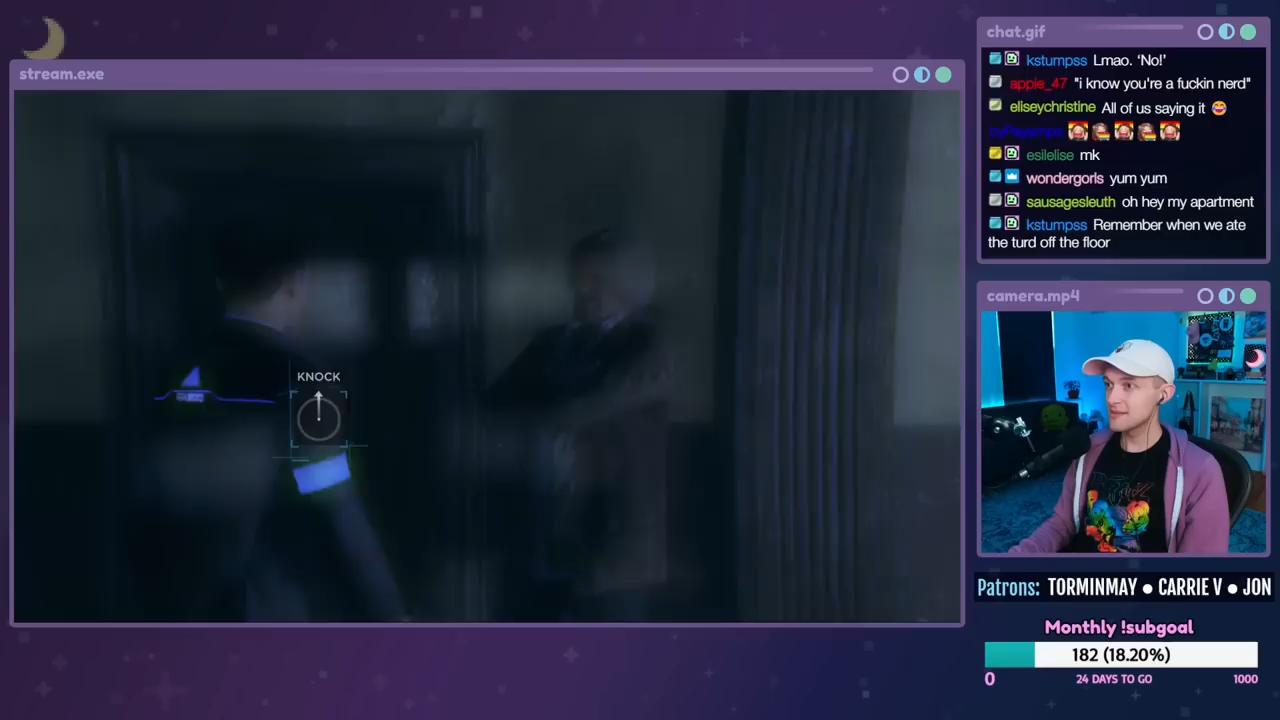 stream.exe
KNOCK
chat.gif
kstumpss Lmao. ‘No!’
appie_47 "i know you're a fuckin nerd"
eliseychristine All of us saying it 😂
esilelise mk
wondergorls yum yum
sausagesleuth oh hey my apartment
kstumpss Remember when we ate
the turd off the floor
camera.mp4
Patrons: TORMINMAY ● CARRIE V ● JON
Monthly !subgoal
182 (18.20%)
0 24 DAYS TO GO 1000